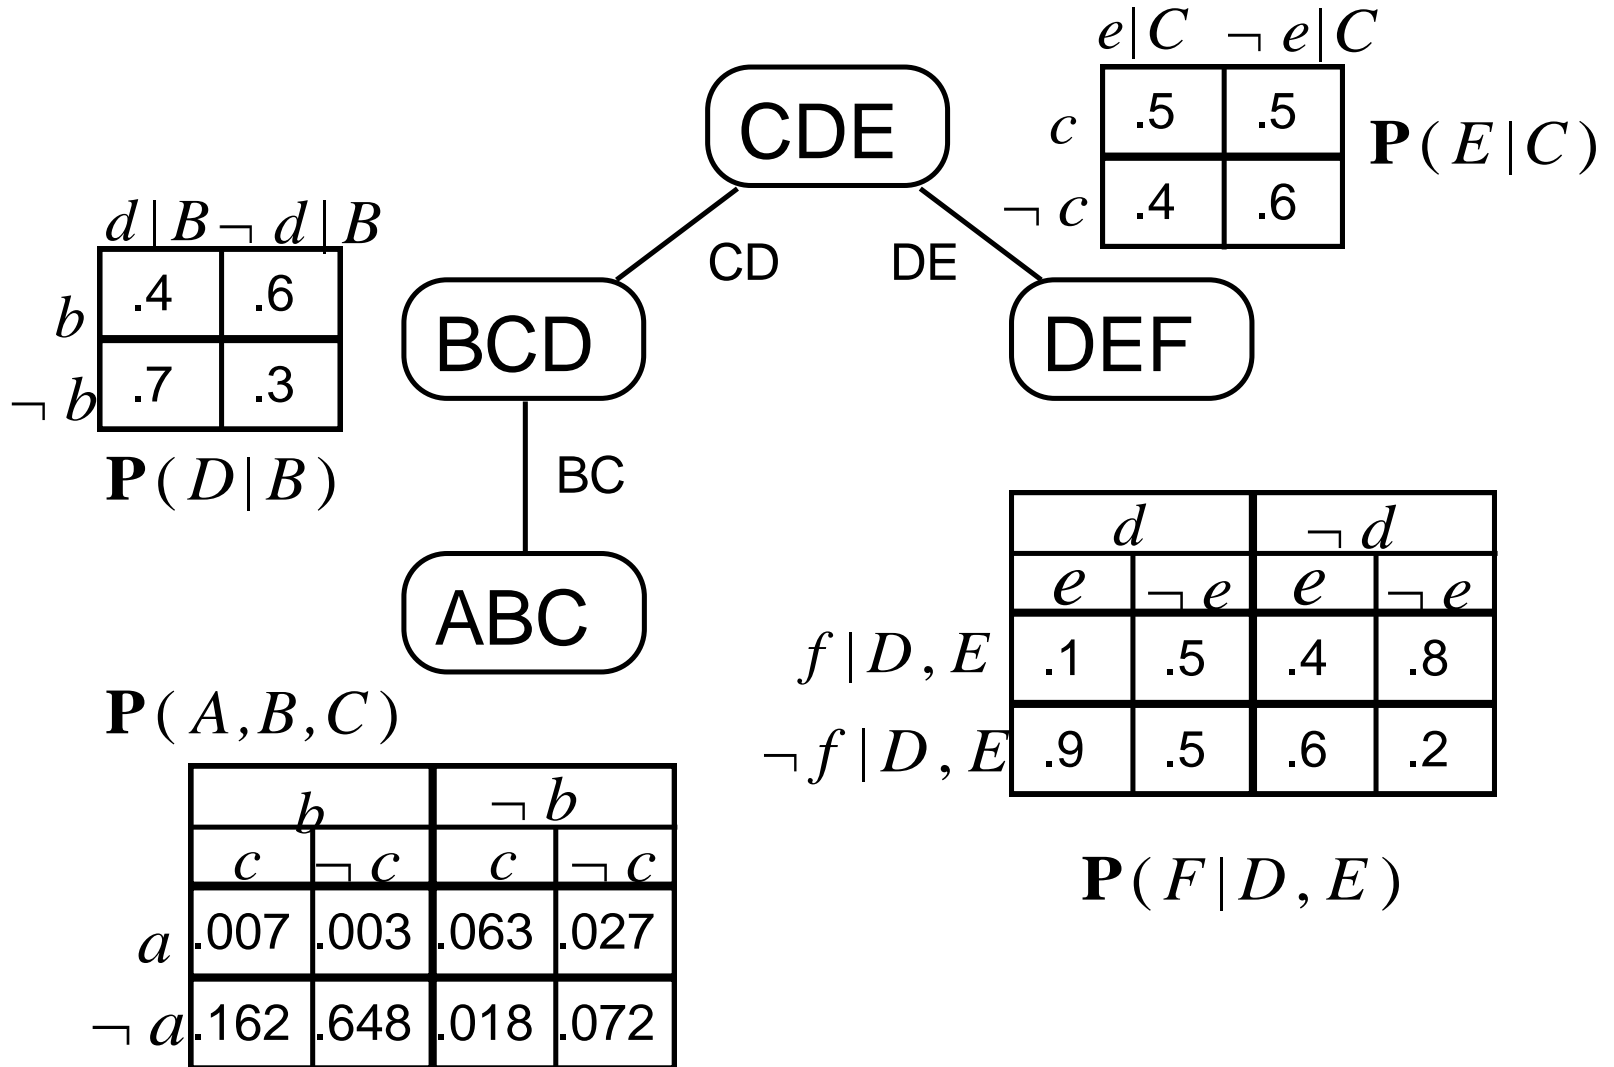 e|C ¬ e|C
CDE
c .5 .5
P(E|C)
¬ c .4 .6
d|B ¬ d|B
CD DE
b .4 .6
BCD
DEF
¬ b .7 .3
P(D|B)
BC
ABC
d ¬ d
e ¬ e e ¬ e
f|D,E .1 .5 .4 .8
¬ f|D,E .9 .5 .6 .2
P(F|D,E)
P(A,B,C)
b ¬ b
c ¬ c c ¬ c
a .007 .003 .063 .027
¬ a .162 .648 .018 .072